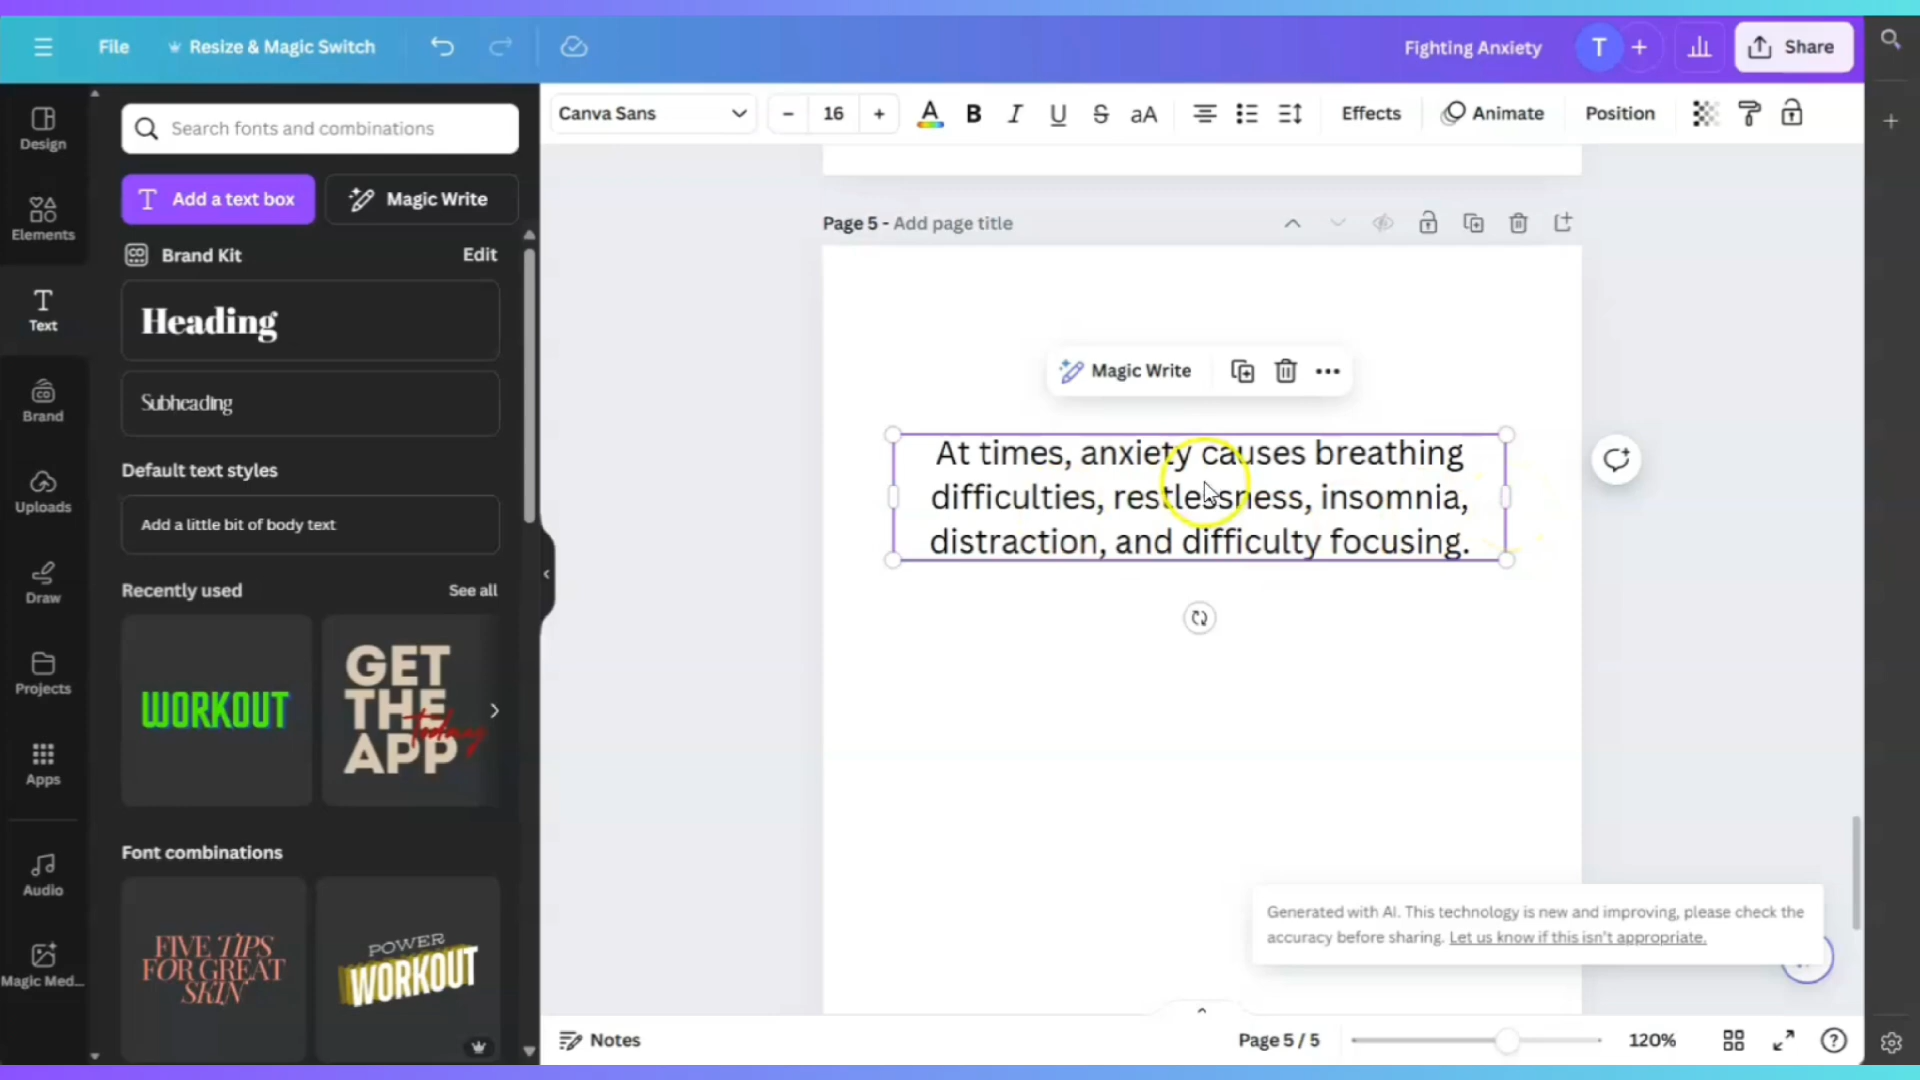 File
Resize & Magic Switch
Fighting Anxiety
T
Share
Design
Elements
Text
Brand
Uploads
Draw
Projects
Apps
Audio
Magic Med...
Search fonts and combinations
Add a text box
Magic Write
Brand Kit
Edit
Heading
Subheading
Default text styles
Add a little bit of body text
Recently used
See all
WORKOUT
GET
THE
APP
today
Font combinations
FIVE TIPS
FOR GREAT
SKIN
POWER
WORKOUT
Canva Sans
16
A
B
I
U
S
aA
Effects
Animate
Position
Page 5 - Add page title
Magic Write
At times, anxiety causes breathing
difficulties, restlessness, insomnia,
distraction, and difficulty focusing.
Generated with AI. This technology is new and improving, please check the
accuracy before sharing. Let us know if this isn't appropriate.
Notes
Page 5 / 5
120%